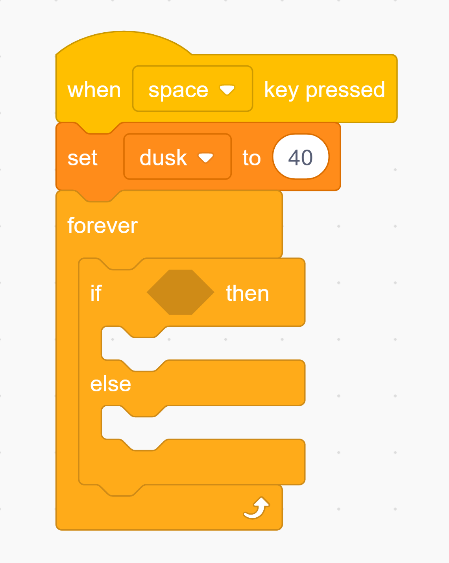 when space key pressed
set dusk to 40
forever
if then
else